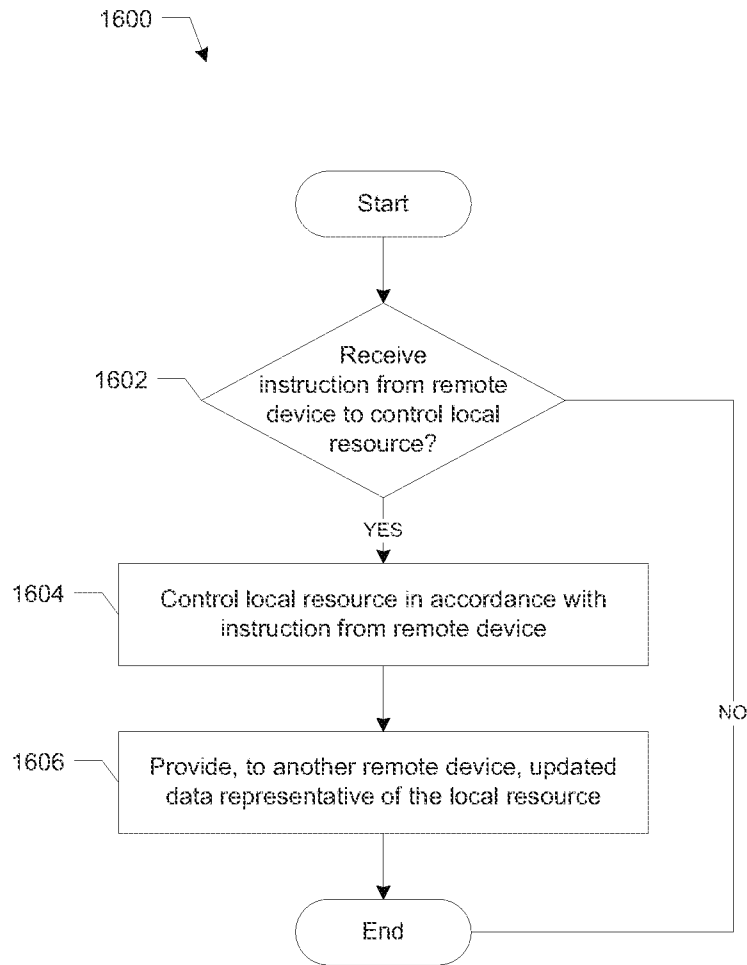 1600
Start
1602
Receive
instruction from remote
device to control local
resource?
YES
1604
Control local resource in accordance with
instruction from remote device
NO
1606
Provide, to another remote device, updated
data representative of the local resource
End